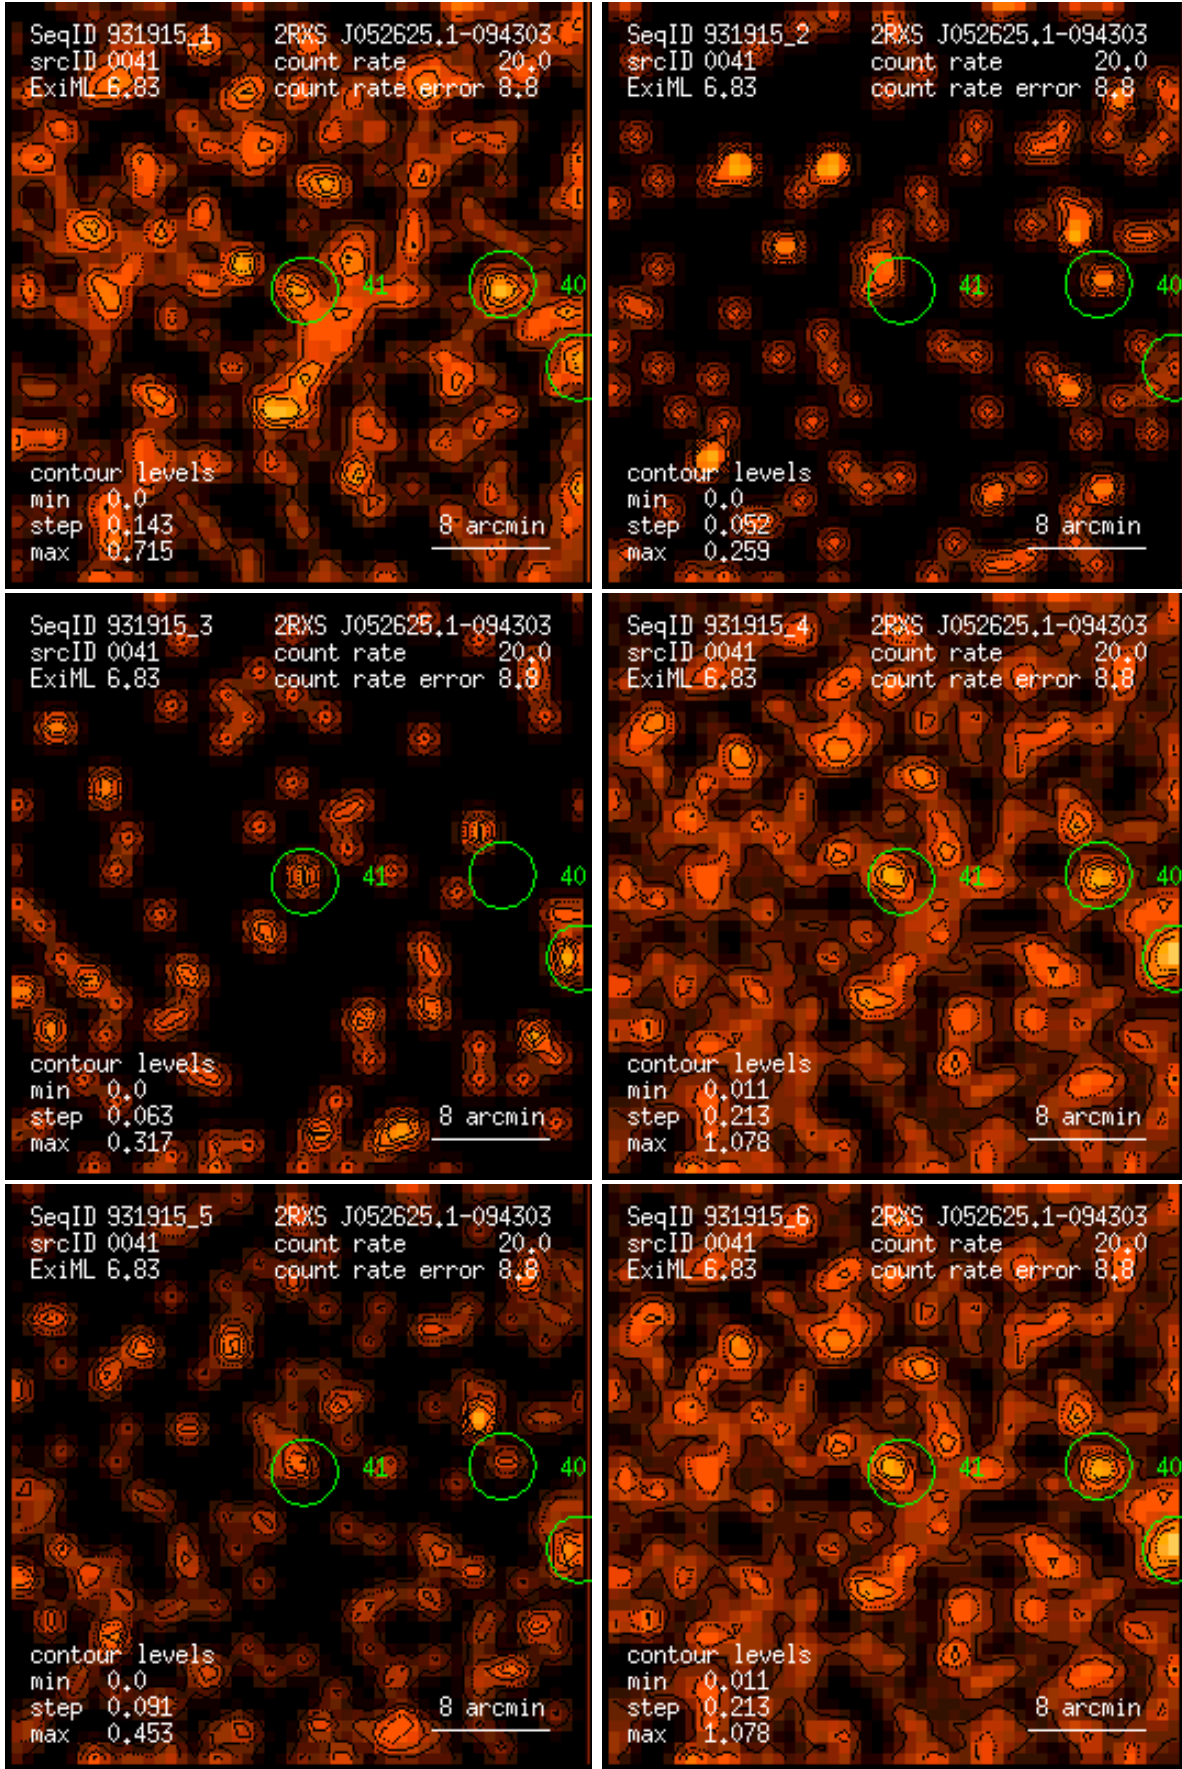 SeqID 931915_1 2RXS J052625.1-094303
srcID 0041 count rate 20.0
ExiML 6.83 count rate error 8.8
41
40
contour levels
min 0.0
step 0.143
max 0.715
8 arcmin
SeqID 931915_2 2RXS J052625.1-094303
srcID 0041 count rate 20.0
ExiML 6.83 count rate error 8.8
41
40
contour levels
min 0.0
step 0.052
max 0.259
8 arcmin
SeqID 931915_3 2RXS J052625.1-094303
srcID 0041 count rate 20.0
ExiML 6.83 count rate error 8.8
41
40
contour levels
min 0.0
step 0.063
max 0.317
8 arcmin
SeqID 931915_4 2RXS J052625.1-094303
srcID 0041 count rate 20.0
ExiML 6.83 count rate error 8.8
41
40
contour levels
min 0.011
step 0.213
max 1.078
8 arcmin
SeqID 931915_5 2RXS J052625.1-094303
srcID 0041 count rate 20.0
ExiML 6.83 count rate error 8.8
41
40
contour levels
min 0.0
step 0.091
max 0.453
8 arcmin
SeqID 931915_6 2RXS J052625.1-094303
srcID 0041 count rate 20.0
ExiML 6.83 count rate error 8.8
41
40
contour levels
min 0.011
step 0.213
max 1.078
8 arcmin